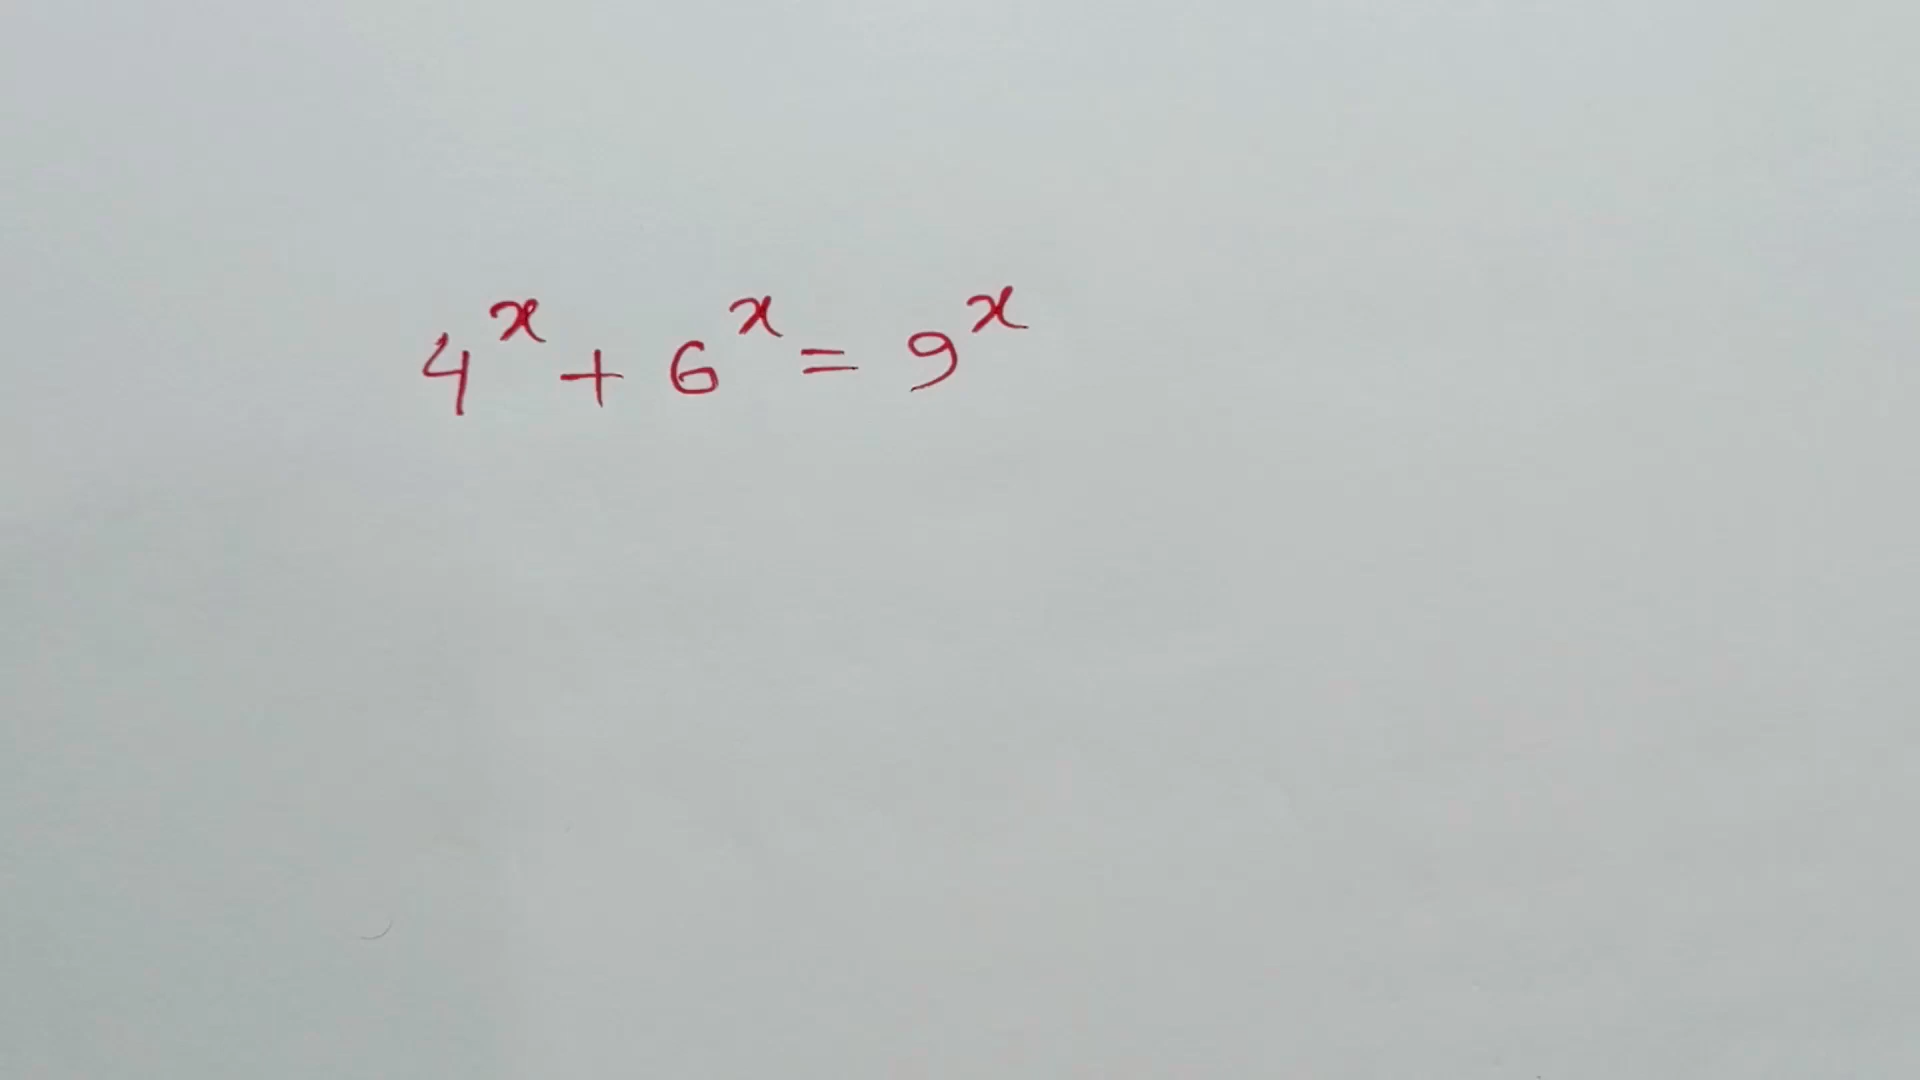 4^x + 6^x = 9^x